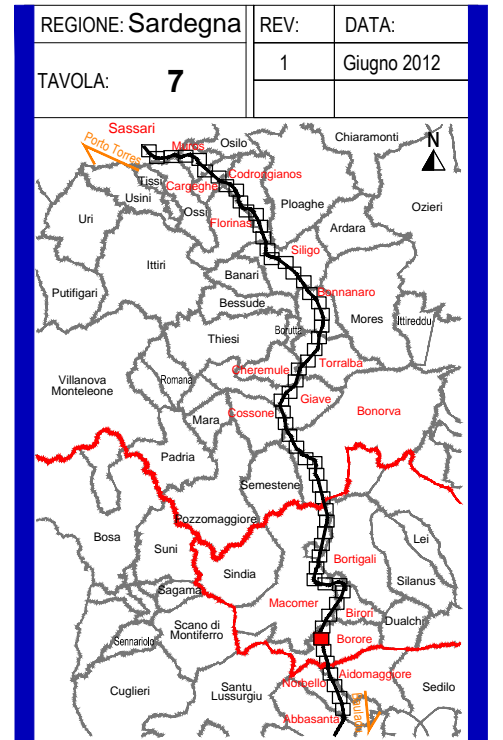 REGIONE: Sardegna
REV:
DATA:
TAVOLA: 7
1
Giugno 2012
Sassari
Chiaramonti
N
Porto Torres
Muros
Osilo
Tissi
Cargeghe
Codrongianos
Usini
Ossi
Ploaghe
Ozieri
Uri
Florinas
Ardara
Siligo
Ittiri
Banari
Bonnanaro
Putifigari
Bessude
Mores
Ittireddu
Thiesi
Borutta
Cheremule
Torralba
Villanova
Monteleone
Romana
Giave
Cossone
Bonorva
Mara
Padria
Semestene
Pozzomaggiore
Bosa
Suni
Lei
Bortigali
Sindia
Silanus
Sagama
Macomer
Birori
Dualchi
Scano di
Montiferro
Sennariolo
Borore
Aidomaggiore
Norbello
Cuglieri
Santu
Lussurgiu
Sedilo
Abbasanta